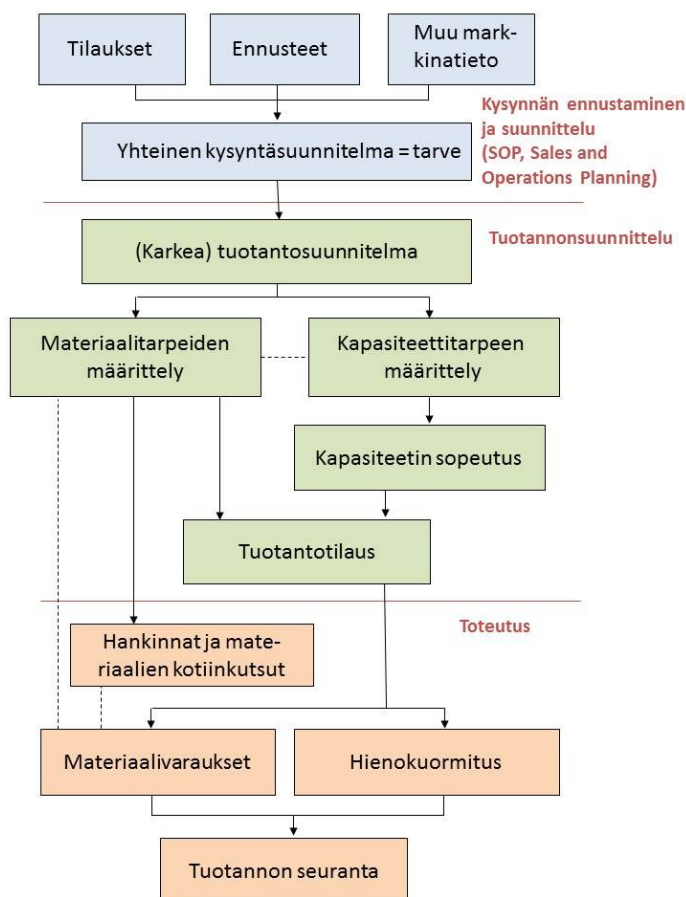 Tilaukset
Ennusteet
Muu mark-
kinatieto
Kysynnän ennustaminen
ja suunnittelu
(SOP, Sales and
Operations Planning)
Yhteinen kysyntäsuunnitelma = tarve
Tuotannonsuunnittelu
(Karkea) tuotantosuunnitelma
Materiaalitarpeiden
määrittely
Kapasiteettitarpeen
määrittely
Kapasiteetin sopeutus
Tuotantotilaus
Toteutus
Hankinnat ja mate-
riaalien kotiinkutsut
Materiaalivaraukset
Hienokuormitus
Tuotannon seuranta